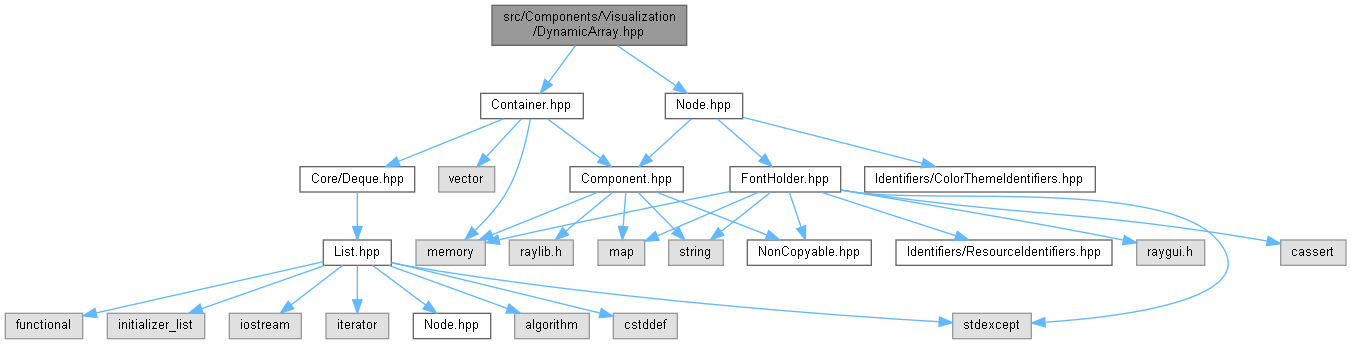 src/Components/Visualization
/DynamicArray.hpp
Container.hpp
Node.hpp
Core/Deque.hpp
vector
Component.hpp
FontHolder.hpp
Identifiers/ColorThemeIdentifiers.hpp
List.hpp
memory
raylib.h
map
string
NonCopyable.hpp
Identifiers/ResourceIdentifiers.hpp
raygui.h
cassert
functional
initializer_list
iostream
iterator
Node.hpp
algorithm
cstddef
stdexcept